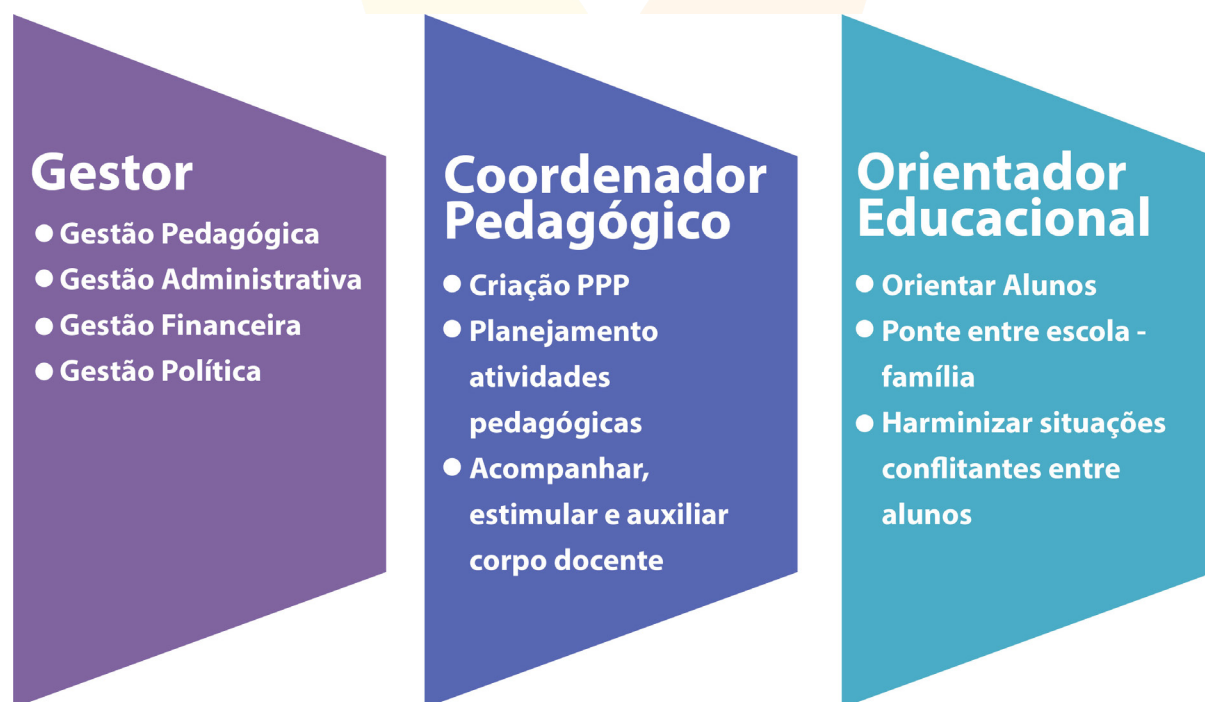 Gestor
● Gestão Pedagógica
● Gestão Administrativa
● Gestão Financeira
● Gestão Política
Coordenador
Pedagógico
● Criação PPP
● Planejamento
atividades
pedagógicas
● Acompanhar,
estimular e auxiliar
corpo docente
Orientador
Educacional
● Orientar Alunos
● Ponte entre escola -
família
● Harminizar situações
conflitantes entre
alunos